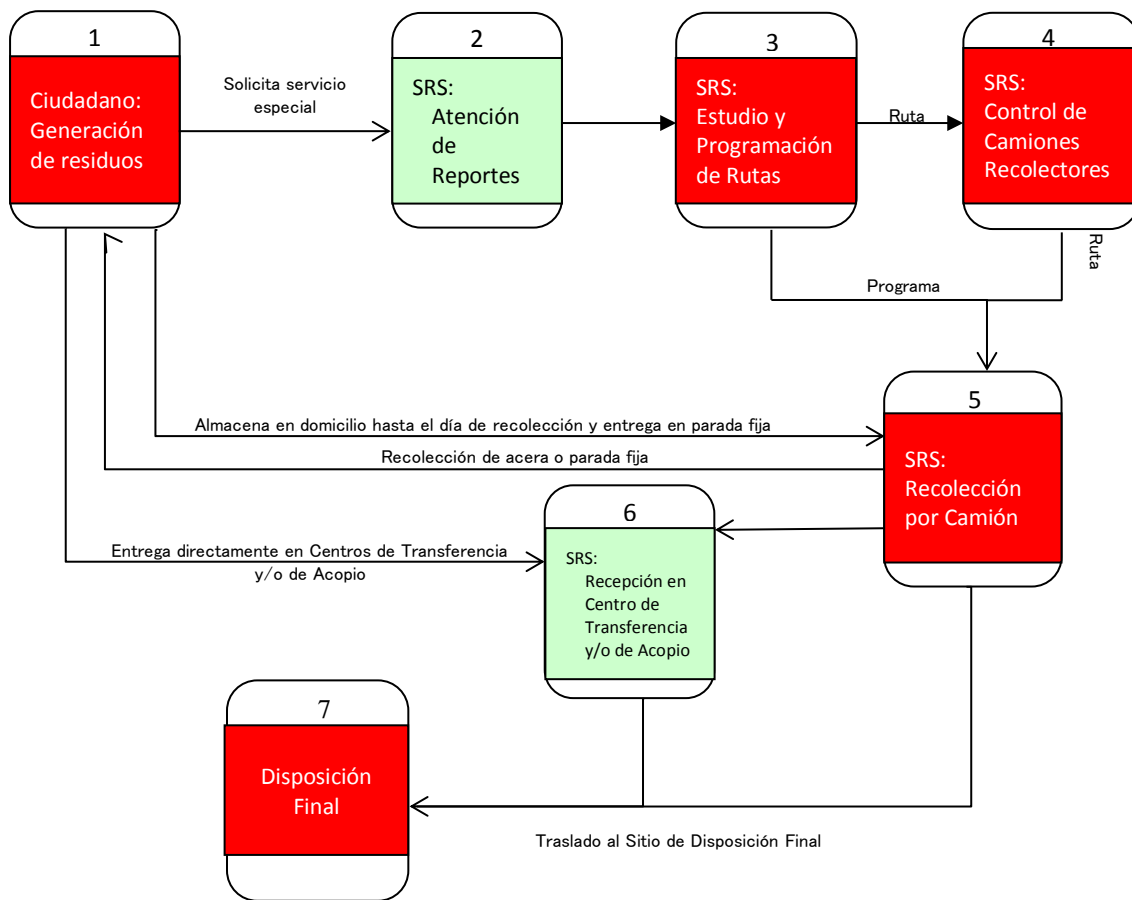 1
Ciudadano:
Generación
de residuos
Solicita servicio
especial
2
SRS:
Atención
de
Reportes
3
SRS:
Estudio y
Programación
de Rutas
Ruta
4
SRS:
Control de
Camiones
Recolectores
Ruta
Programa
5
SRS:
Recolección
por Camión
Almacena en domicilio hasta el día de recolección y entrega en parada fija
Recolección de acera o parada fija
6
SRS:
Recepción en
Centro de
Transferencia
y/o de Acopio
Entrega directamente en Centros de Transferencia
y/o de Acopio
7
Disposición
Final
Traslado al Sitio de Disposición Final